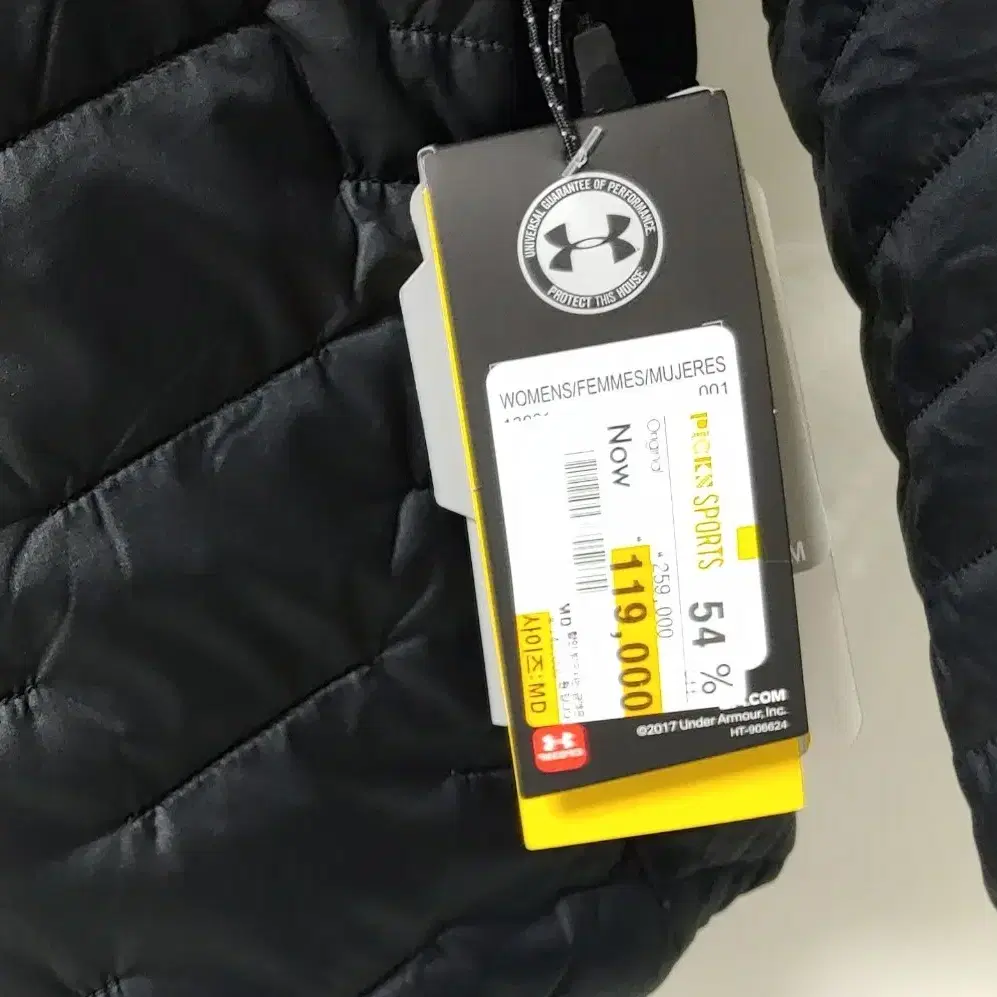 UNIVERSAL GUARANTEE OF PERFORMANCE.
PROTECT THIS HOUSE.
WOMENS/FEMMES/MUJERES
001
PICKN SPORTS
54 %
Original
259,000
Now
119,000
MD
사이즈:MD
.COM
©2017 Under Armour, Inc.
HT-906624
M